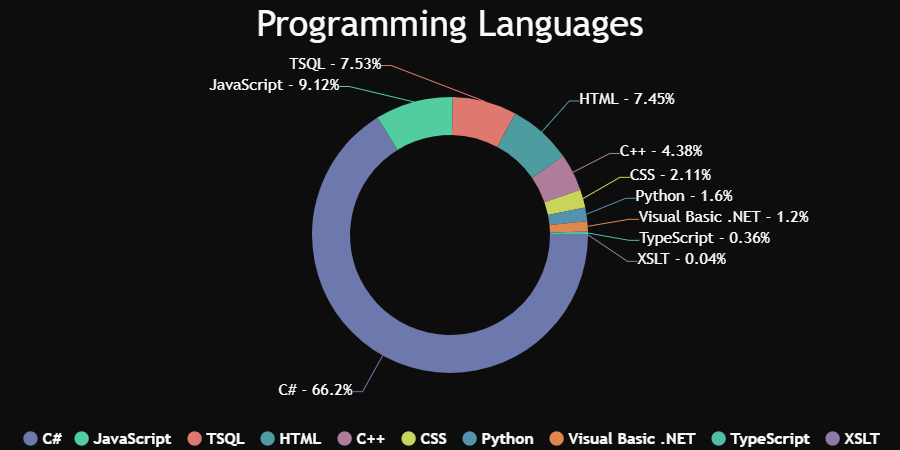 Programming Languages
TSQL - 7.53%
JavaScript - 9.12%
HTML - 7.45%
C++ - 4.38%
CSS - 2.11%
Python - 1.6%
Visual Basic .NET - 1.2%
TypeScript - 0.36%
XSLT - 0.04%
C# - 66.2%
C# JavaScript TSQL HTML C++ CSS Python Visual Basic .NET TypeScript XSLT